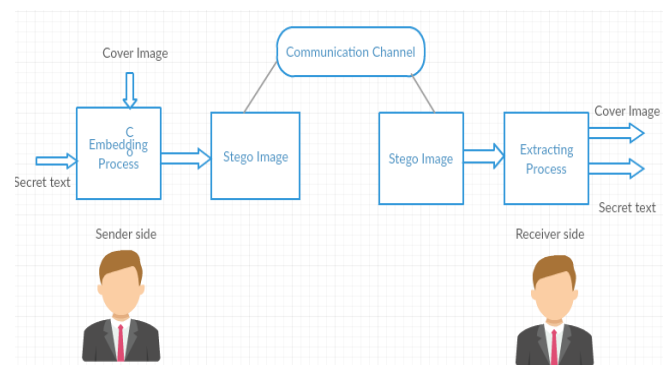 Cover Image
Communication Channel
Cover Image
C
o
Embedding
Process
Stego Image
Stego Image
Extracting
Process
Secret text
Secret text
Sender side
Receiver side